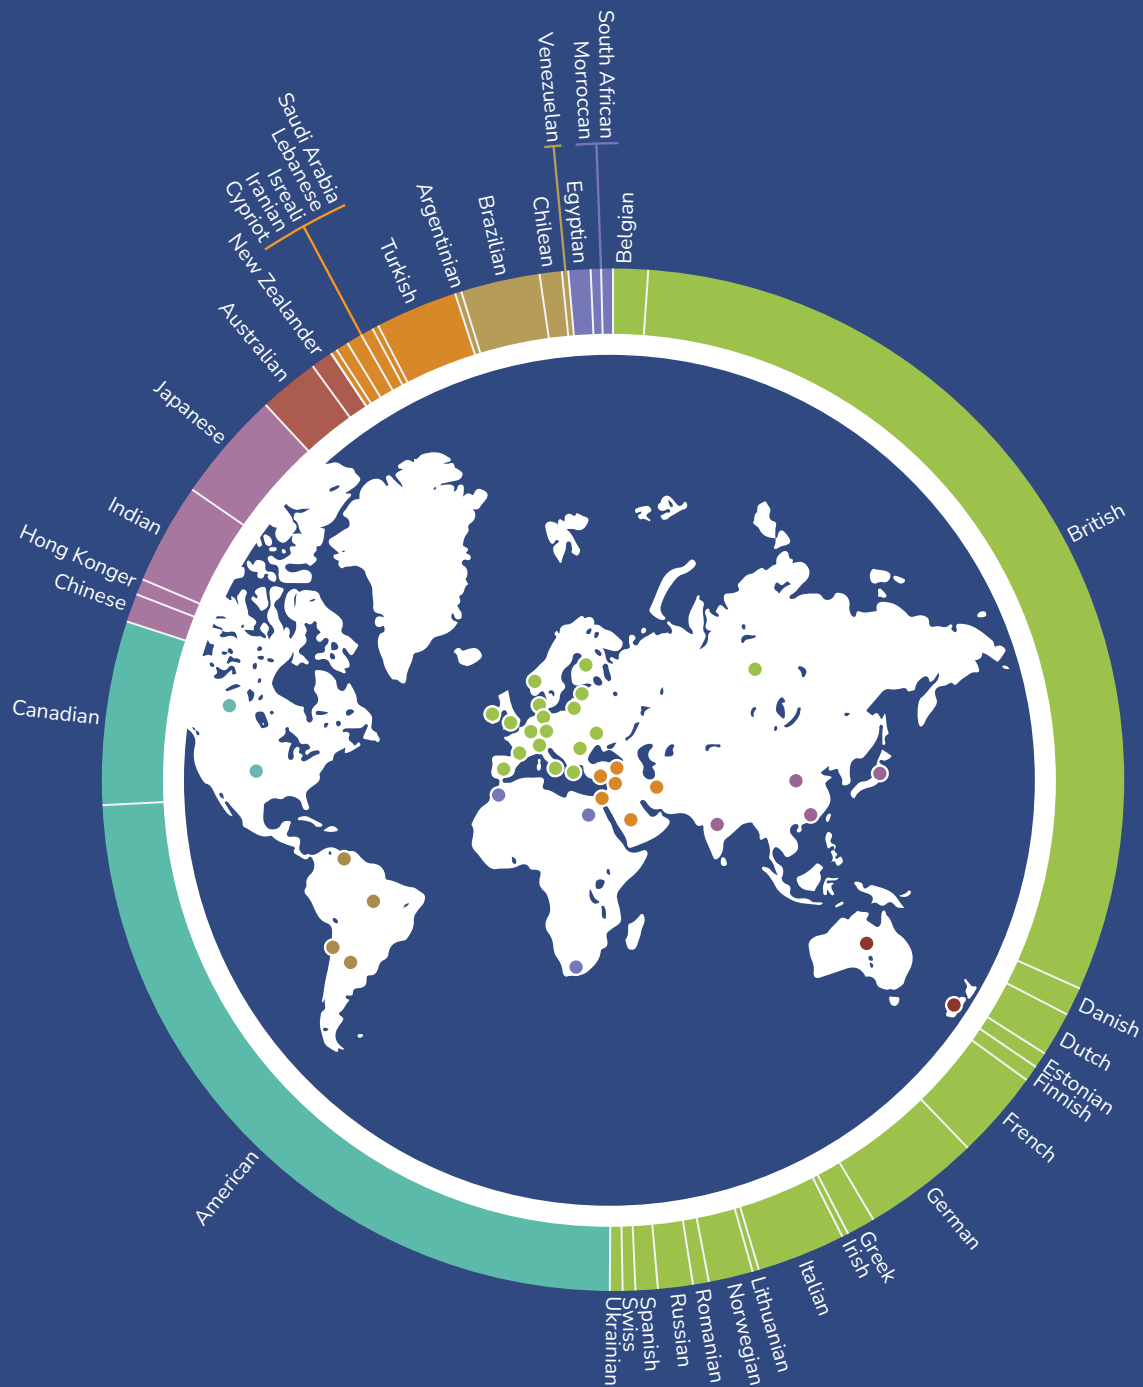 Belgian
British
Danish
Dutch
Estonian
Finnish
French
German
Greek
Irish
Italian
Lithuanian
Norwegian
Romanian
Russian
Spanish
Swiss
Ukrainian
American
Canadian
Chinese
Hong Konger
Indian
Japanese
Australian
New Zealander
Cypriot
Iranian
Isreali
Lebanese
Saudi Arabia
Turkish
Argentinian
Brazilian
Chilean
Venezuelan
Egyptian
Morroccan
South African